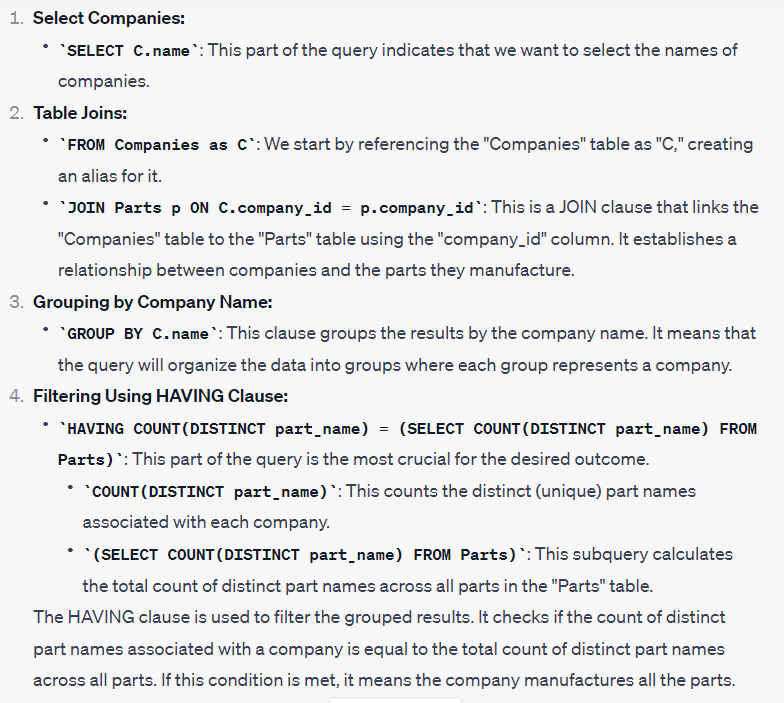 1. Select Companies:
• `SELECT C.name`: This part of the query indicates that we want to select the names of
companies.
2. Table Joins:
• `FROM Companies as C`: We start by referencing the "Companies" table as "C," creating
an alias for it.
• `JOIN Parts p ON C.company_id = p.company_id`: This is a JOIN clause that links the
"Companies" table to the "Parts" table using the "company_id" column. It establishes a
relationship between companies and the parts they manufacture.
3. Grouping by Company Name:
• `GROUP BY C.name`: This clause groups the results by the company name. It means that
the query will organize the data into groups where each group represents a company.
4. Filtering Using HAVING Clause:
• `HAVING COUNT(DISTINCT part_name) = (SELECT COUNT(DISTINCT part_name) FROM
Parts)`: This part of the query is the most crucial for the desired outcome.
• `COUNT(DISTINCT part_name)`: This counts the distinct (unique) part names
associated with each company.
• `(SELECT COUNT(DISTINCT part_name) FROM Parts)`: This subquery calculates
the total count of distinct part names across all parts in the "Parts" table.
The HAVING clause is used to filter the grouped results. It checks if the count of distinct
part names associated with a company is equal to the total count of distinct part names
across all parts. If this condition is met, it means the company manufactures all the parts.